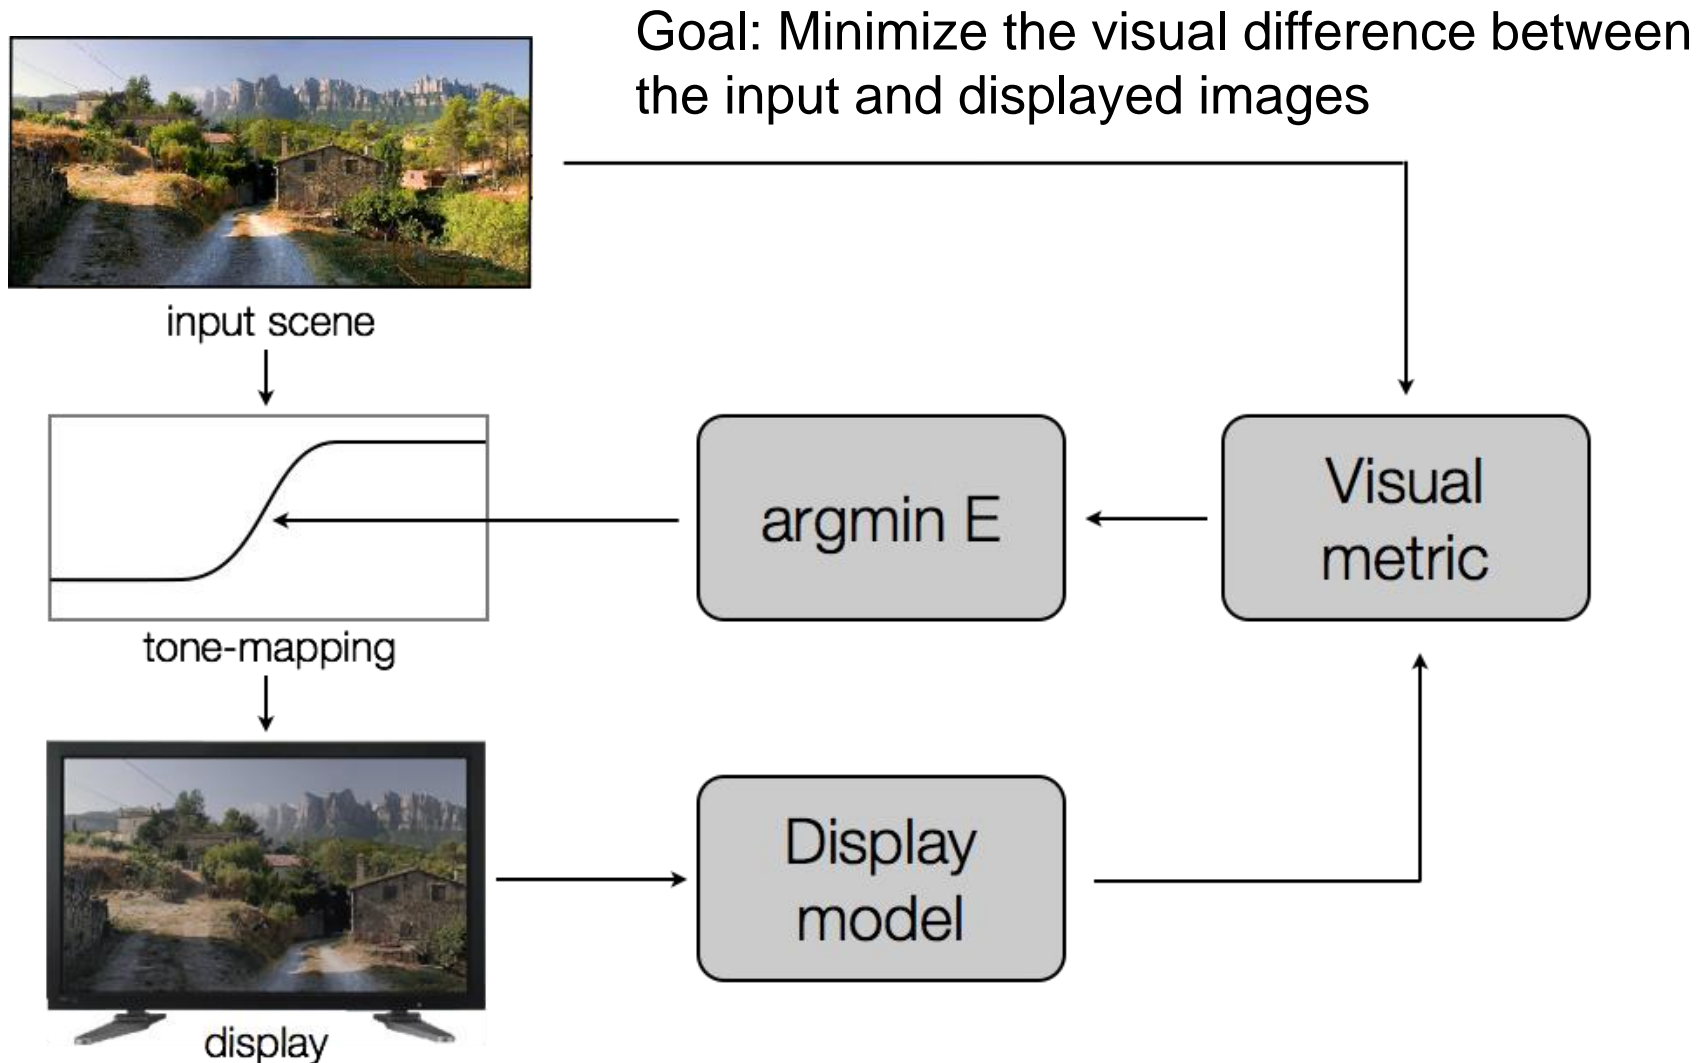 Goal: Minimize the visual difference between
the input and displayed images
input scene
tone-mapping
argmin E
Visual
metric
Display
model
display